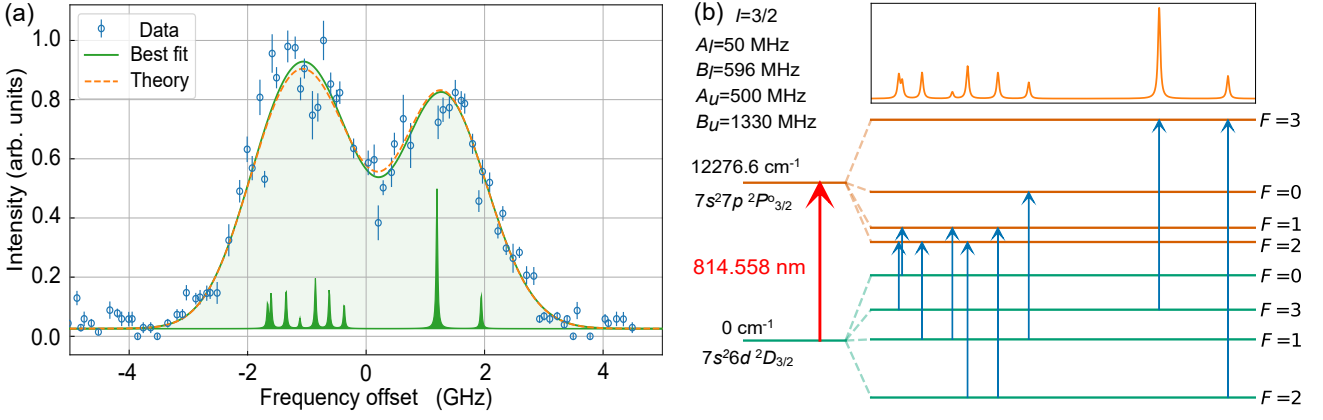 (a)
Data
Best fit
Theory
Intensity (arb. units)
1.0
0.8
0.6
0.4
0.2
0.0
-4
-2
0
2
4
Frequency offset (GHz)
(b)
I=3/2
A_l=50 MHz
B_l=596 MHz
A_u=500 MHz
B_u=1330 MHz
12276.6 cm⁻¹
7s²7p ²Pᵒ₃/₂
814.558 nm
0 cm⁻¹
7s²6d ²D₃/₂
F=3
F=0
F=1
F=2
F=0
F=3
F=1
F=2